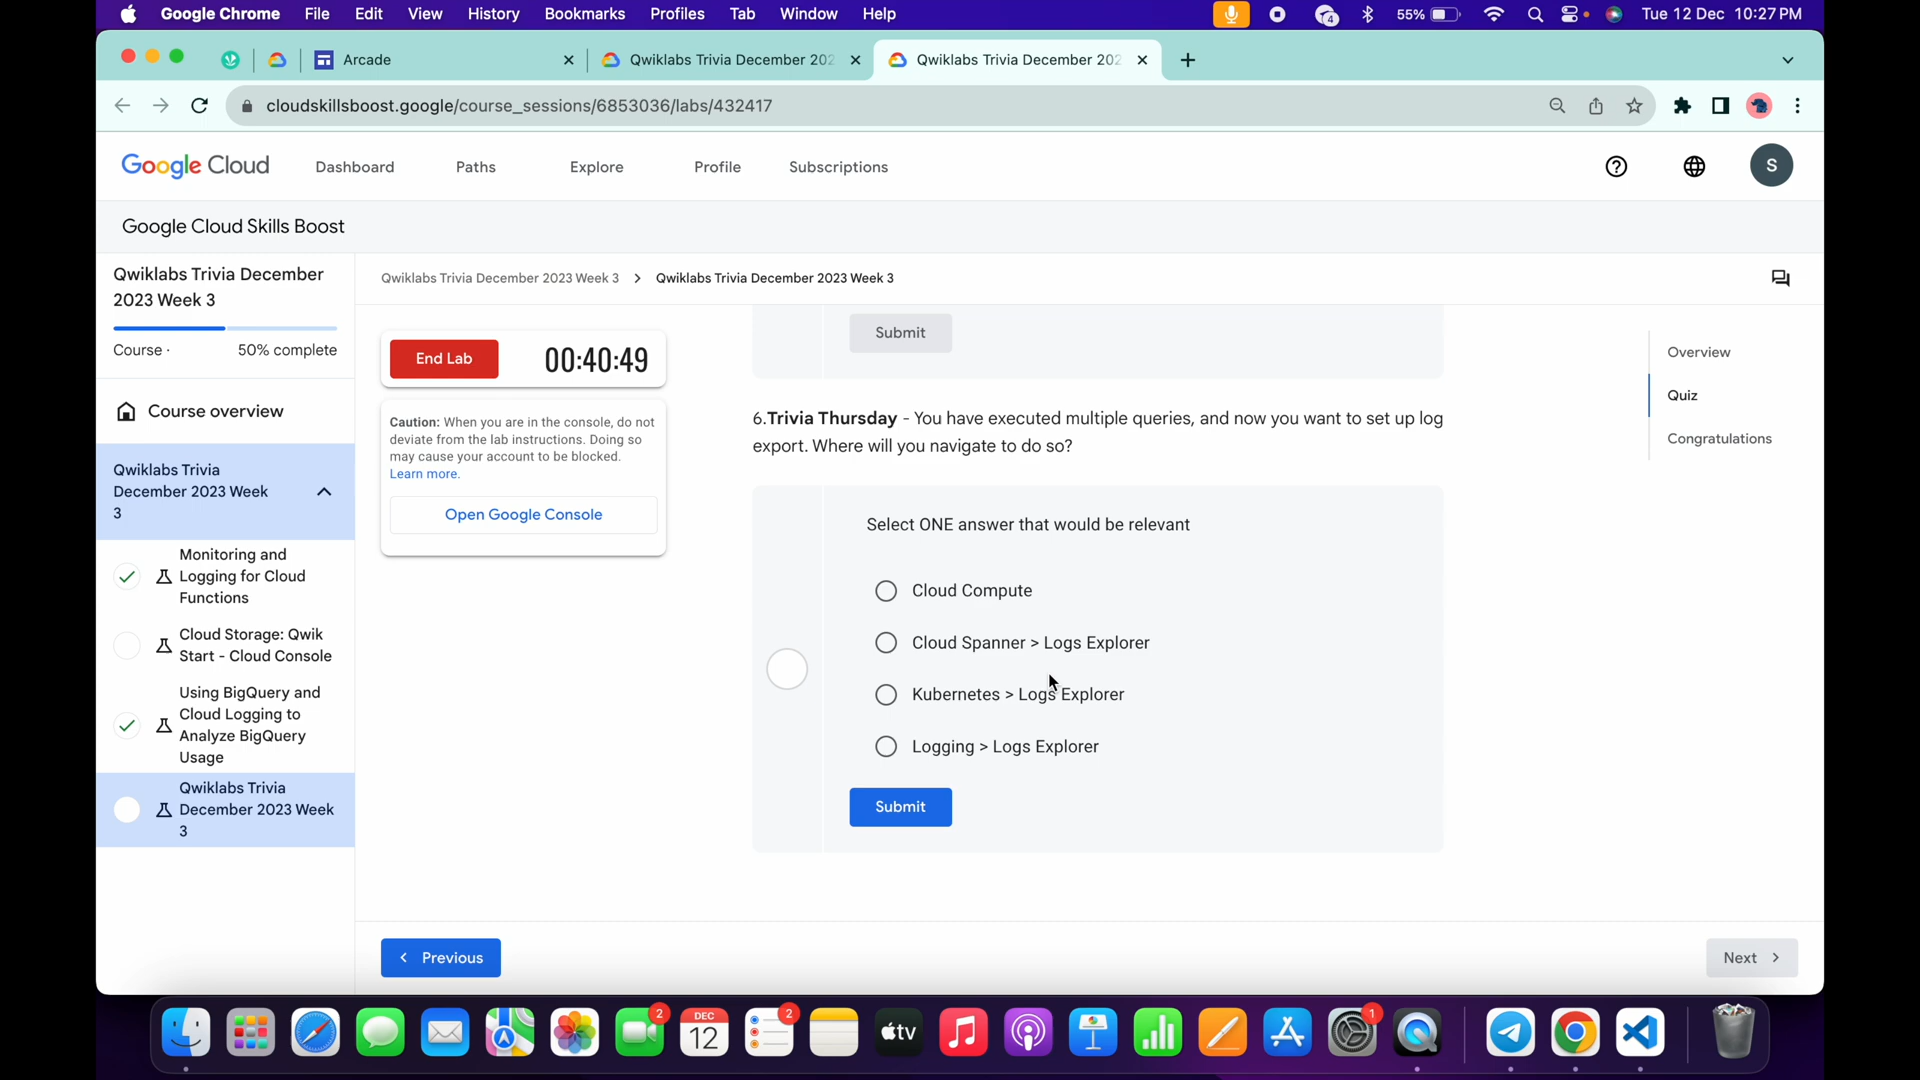 Google Chrome File Edit View History Bookmarks Profiles Tab Window Help 4 55% Tue 12 Dec 10:27 PM
Arcade Qwiklabs Trivia December 202 Qwiklabs Trivia December 202
cloudskillsboost.google/course_sessions/6853036/labs/432417
Google Cloud Dashboard Paths Explore Profile Subscriptions S
Google Cloud Skills Boost
Qwiklabs Trivia December
2023 Week 3
Course · 50% complete
Course overview
Qwiklabs Trivia
December 2023 Week
3
Monitoring and
Logging for Cloud
Functions
Cloud Storage: Qwik
Start - Cloud Console
Using BigQuery and
Cloud Logging to
Analyze BigQuery
Usage
Qwiklabs Trivia
December 2023 Week
3
Qwiklabs Trivia December 2023 Week 3 > Qwiklabs Trivia December 2023 Week 3
End Lab 00:40:49
Caution: When you are in the console, do not
deviate from the lab instructions. Doing so
may cause your account to be blocked.
Learn more.
Open Google Console
Submit
6.Trivia Thursday - You have executed multiple queries, and now you want to set up log
export. Where will you navigate to do so?
Select ONE answer that would be relevant
Cloud Compute
Cloud Spanner > Logs Explorer
Kubernetes > Logs Explorer
Logging > Logs Explorer
Submit
Overview
Quiz
Congratulations
Previous
Next
2 DEC 12 2 tv 1